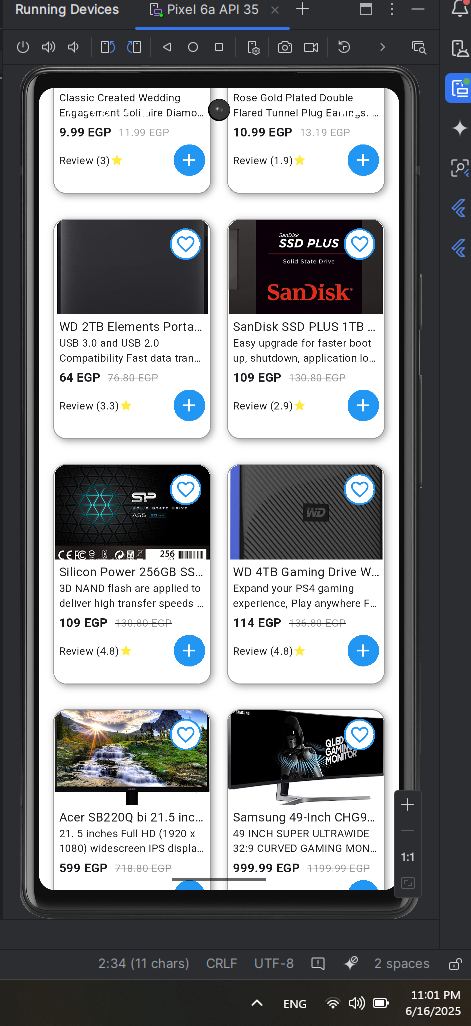 Running Devices
Pixel 6a API 35
Classic Created Wedding
Engagement Solitaire Diamo...
9.99 EGP 11.99 EGP
Review (3)
Rose Gold Plated Double
Flared Tunnel Plug Earrings. ...
10.99 EGP 13.19 EGP
Review (1.9)
WD 2TB Elements Porta...
USB 3.0 and USB 2.0
Compatibility Fast data tran...
64 EGP 76.80 EGP
Review (3.3)
SanDisk
SSD PLUS
Solid State Drive
SanDisk
SanDisk SSD PLUS 1TB ...
Easy upgrade for faster boot
up, shutdown, application lo...
109 EGP 130.80 EGP
Review (2.9)
SP
SOLID STATE DRIVE
A55
256
Silicon Power 256GB SS...
3D NAND flash are applied to
deliver high transfer speeds ...
109 EGP 130.80 EGP
Review (4.8)
WD
WD 4TB Gaming Drive W...
Expand your PS4 gaming
experience, Play anywhere F...
114 EGP 136.80 EGP
Review (4.8)
Acer SB220Q bi 21.5 inc...
21. 5 inches Full HD (1920 x
1080) widescreen IPS displa...
599 EGP 718.80 EGP
QLED
GAMING
MONITOR
Samsung 49-Inch CHG9...
49 INCH SUPER ULTRAWIDE
32:9 CURVED GAMING MON...
999.99 EGP 1199.99 EGP
1:1
2:34 (11 chars) CRLF UTF-8 2 spaces
ENG
11:01 PM
6/16/2025